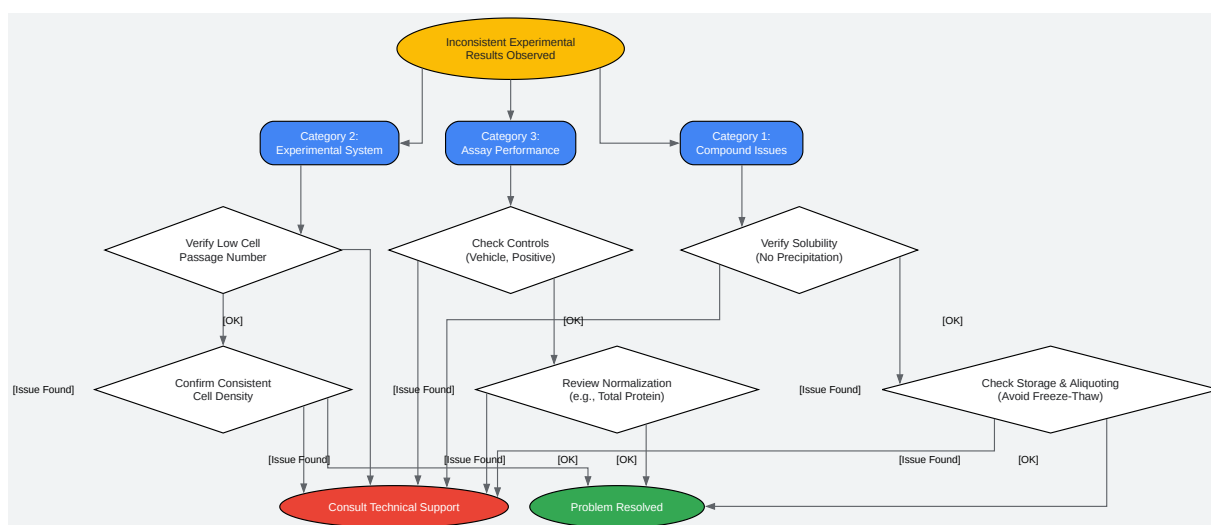 Inconsistent Experimental
Results Observed
Category 2:
Experimental System
Category 3:
Assay Performance
Category 1:
Compound Issues
Verify Low Cell
Passage Number
Check Controls
(Vehicle, Positive)
Verify Solubility
(No Precipitation)
[OK]
[OK]
[OK]
[Issue Found]
Confirm Consistent
Cell Density
[Issue Found]
Review Normalization
(e.g., Total Protein)
[Issue Found]
Check Storage & Aliquoting
(Avoid Freeze-Thaw)
[Issue Found]
[Issue Found]
[OK]
[OK]
[Issue Found]
[OK]
Consult Technical Support
Problem Resolved